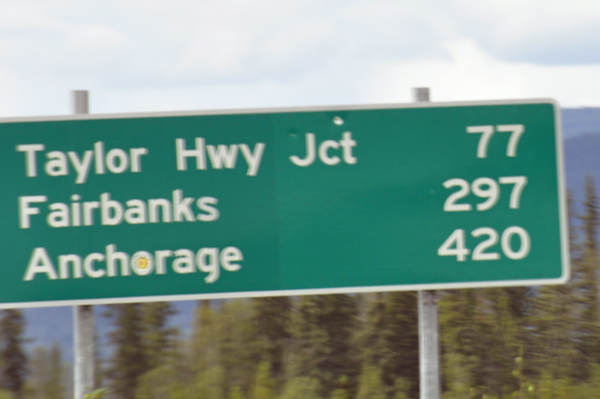 Taylor Hwy Jct 77
Fairbanks 297
Anchorage 420